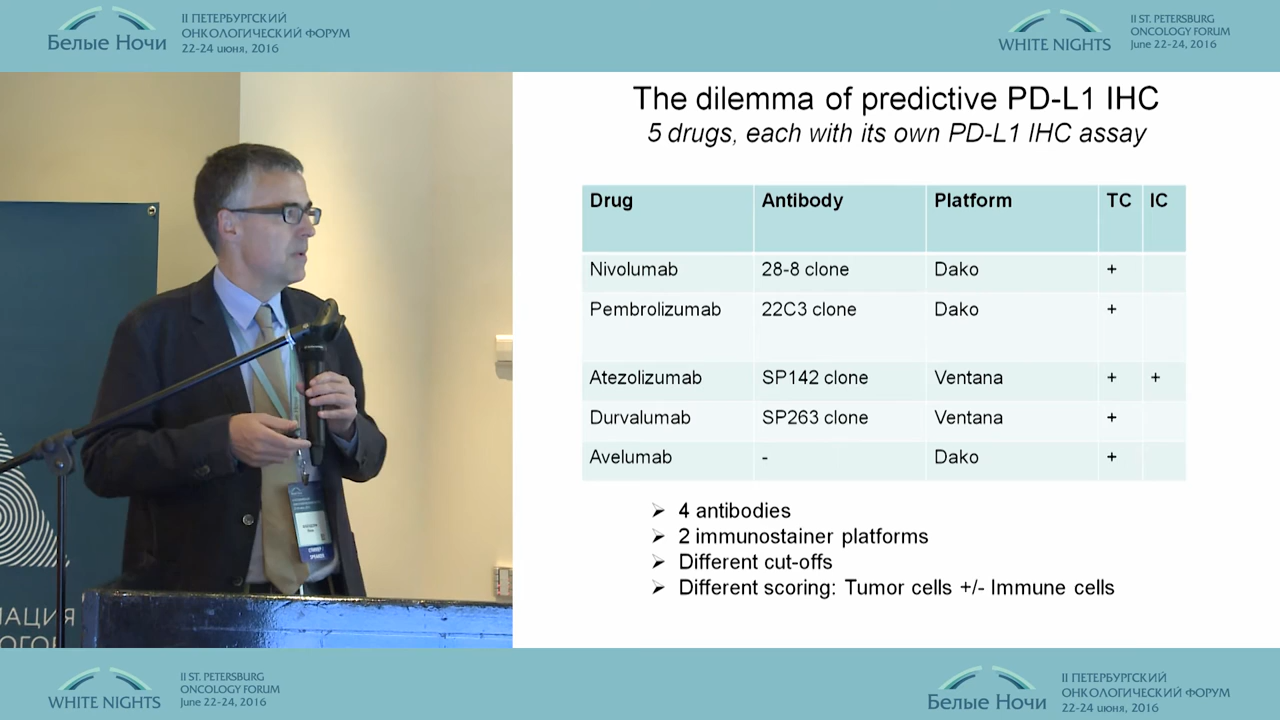 Белые Ночи
II ПЕТЕРБУРГСКИЙ
ОНКОЛОГИЧЕСКИЙ ФОРУМ
22-24 июня, 2016
WHITE NIGHTS
II ST. PETERSBURG
ONCOLOGY FORUM
June 22-24, 2016
The dilemma of predictive PD-L1 IHC
5 drugs, each with its own PD-L1 IHC assay
Drug Antibody Platform TC IC
Nivolumab 28-8 clone Dako +
Pembrolizumab 22C3 clone Dako +
Atezolizumab SP142 clone Ventana + +
Durvalumab SP263 clone Ventana +
Avelumab - Dako +
➢ 4 antibodies
➢ 2 immunostainer platforms
➢ Different cut-offs
➢ Different scoring: Tumor cells +/- Immune cells
WHITE NIGHTS
II ST. PETERSBURG
ONCOLOGY FORUM
June 22-24, 2016
Белые Ночи
II ПЕТЕРБУРГСКИЙ
ОНКОЛОГИЧЕСКИЙ ФОРУМ
22-24 июня, 2016